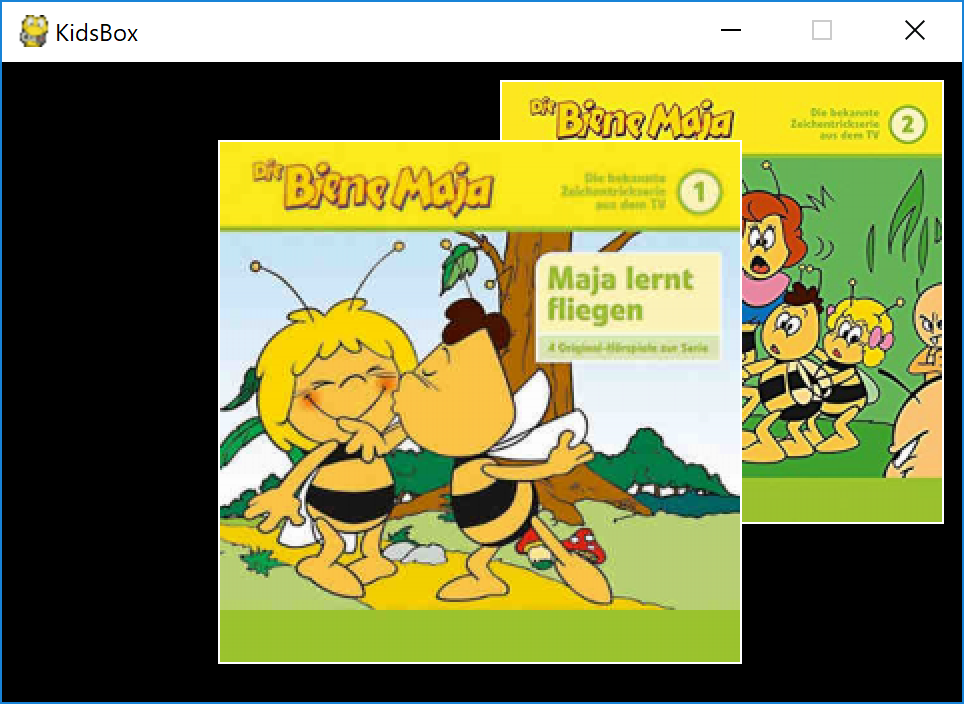 KidsBox
Die Biene Maja
Die bekannte
Zeichentrickserie
aus dem TV
1
Maja lernt
fliegen
4 Original-Hörspiele zur Serie
Die Biene Maja
Die bekannte
Zeichentrickserie
aus dem TV
2